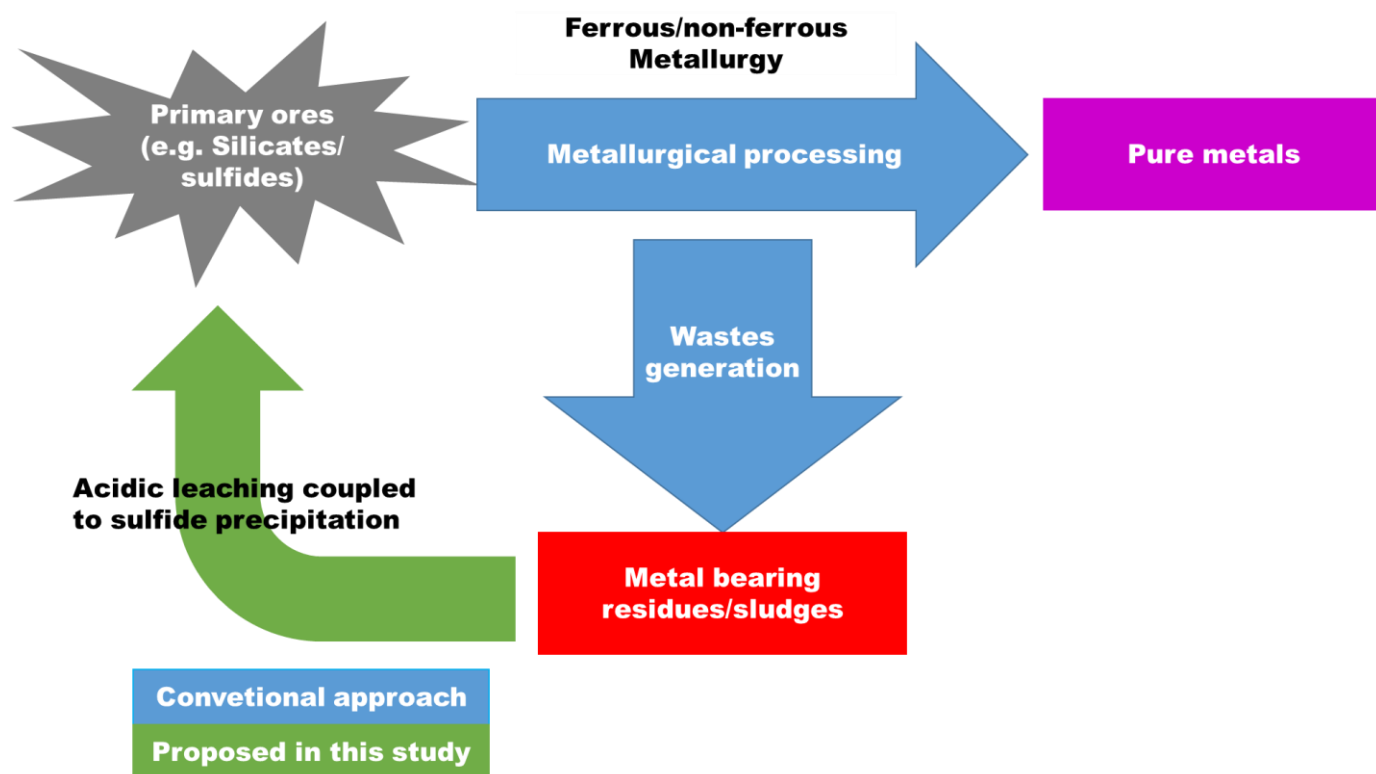 Ferrous/non-ferrous
Metallurgy
Primary ores
(e.g. Silicates/
sulfides)
Metallurgical processing
Pure metals
Wastes
generation
Acidic leaching coupled
to sulfide precipitation
Metal bearing
residues/sludges
Convetional approach
Proposed in this study